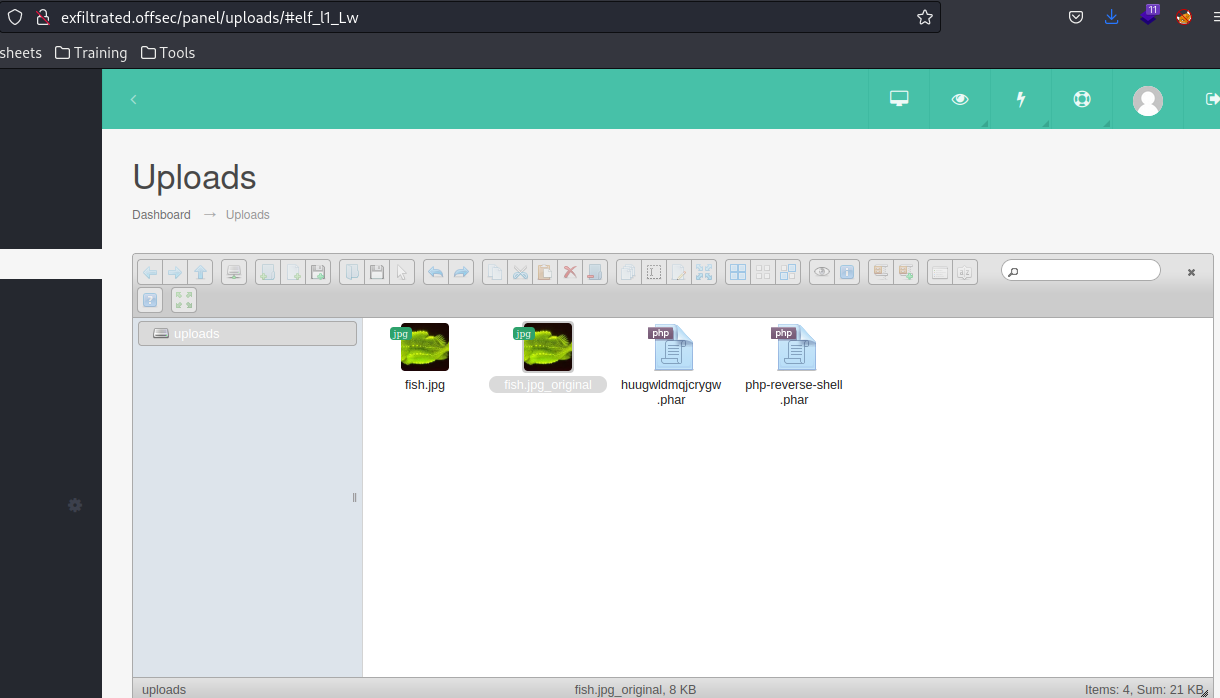 exfiltrated.offsec/panel/uploads/#elf_l1_Lw
11
sheets Training Tools
Uploads
Dashboard → Uploads
uploads
jpg jpg php php
fish.jpg fish.jpg_original huugwldmqjcrygw php-reverse-shell
.phar .phar
uploads fish.jpg_original, 8 KB Items: 4, Sum: 21 KB